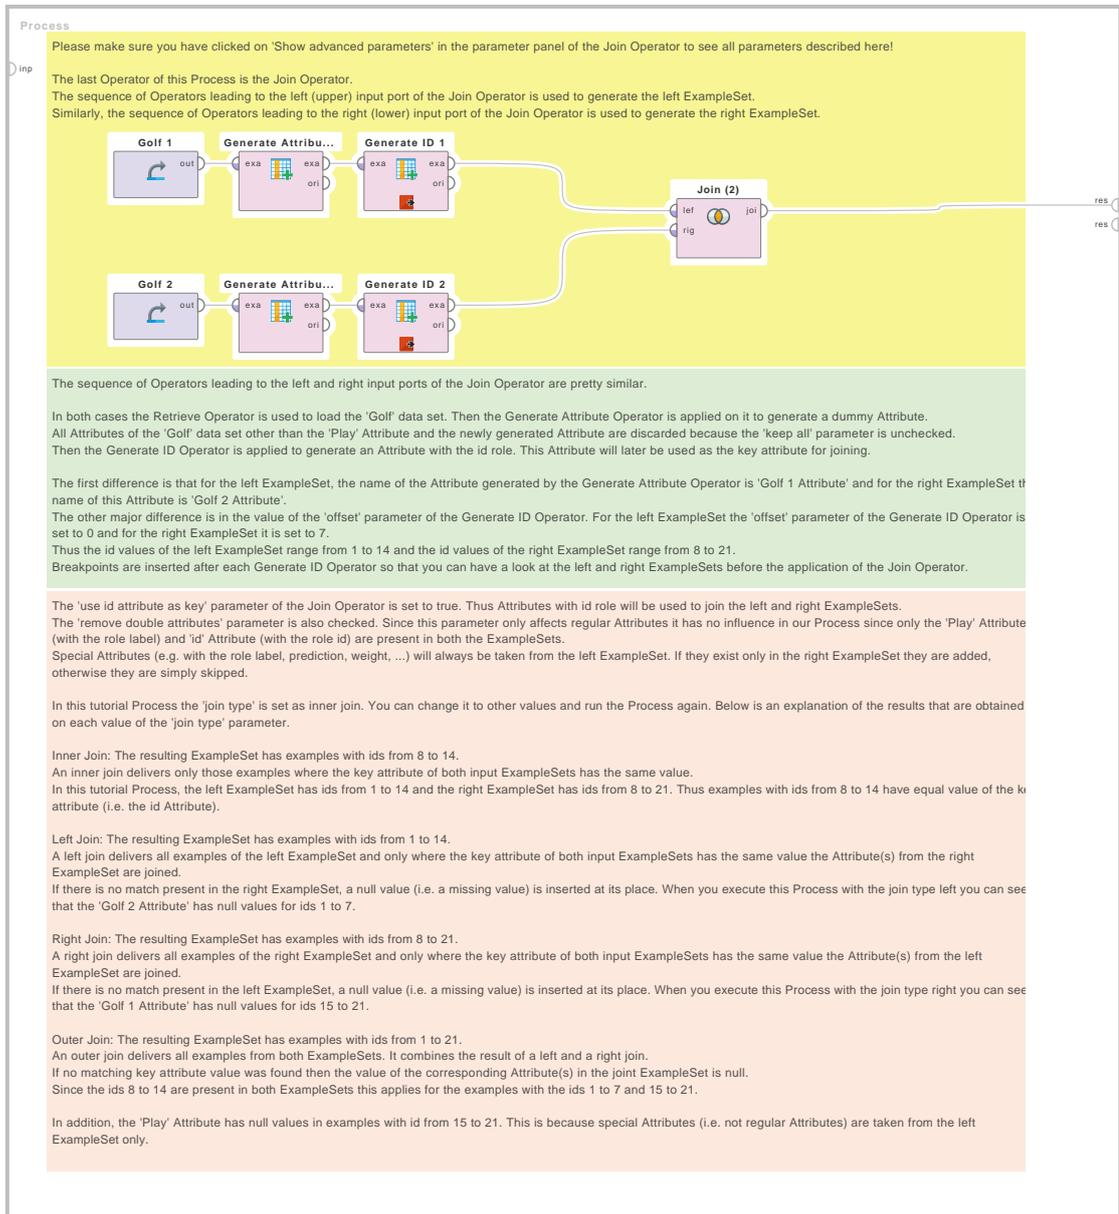 Process
Please make sure you have clicked on 'Show advanced parameters' in the parameter panel of the Join Operator to see all parameters described here!
inp
The last Operator of this Process is the Join Operator.
The sequence of Operators leading to the left (upper) input port of the Join Operator is used to generate the left ExampleSet.
Similarly, the sequence of Operators leading to the right (lower) input port of the Join Operator is used to generate the right ExampleSet.
Golf 1 Generate Attribu... Generate ID 1
out exa exa exa exa
ori ori
Join (2)
lef joi
rig
res
res
Golf 2 Generate Attribu... Generate ID 2
out exa exa exa exa
ori ori
The sequence of Operators leading to the left and right input ports of the Join Operator are pretty similar.
In both cases the Retrieve Operator is used to load the 'Golf' data set. Then the Generate Attribute Operator is applied on it to generate a dummy Attribute.
All Attributes of the 'Golf' data set other than the 'Play' Attribute and the newly generated Attribute are discarded because the 'keep all' parameter is unchecked.
Then the Generate ID Operator is applied to generate an Attribute with the id role. This Attribute will later be used as the key attribute for joining.
The first difference is that for the left ExampleSet, the name of the Attribute generated by the Generate Attribute Operator is 'Golf 1 Attribute' and for the right ExampleSet th
name of this Attribute is 'Golf 2 Attribute'.
The other major difference is in the value of the 'offset' parameter of the Generate ID Operator. For the left ExampleSet the 'offset' parameter of the Generate ID Operator is
set to 0 and for the right ExampleSet it is set to 7.
Thus the id values of the left ExampleSet range from 1 to 14 and the id values of the right ExampleSet range from 8 to 21.
Breakpoints are inserted after each Generate ID Operator so that you can have a look at the left and right ExampleSets before the application of the Join Operator.
The 'use id attribute as key' parameter of the Join Operator is set to true. Thus Attributes with id role will be used to join the left and right ExampleSets.
The 'remove double attributes' parameter is also checked. Since this parameter only affects regular Attributes it has no influence in our Process since only the 'Play' Attribute
(with the role label) and 'id' Attribute (with the role id) are present in both the ExampleSets.
Special Attributes (e.g. with the role label, prediction, weight, ...) will always be taken from the left ExampleSet. If they exist only in the right ExampleSet they are added,
otherwise they are simply skipped.
In this tutorial Process the 'join type' is set as inner join. You can change it to other values and run the Process again. Below is an explanation of the results that are obtained
on each value of the 'join type' parameter.
Inner Join: The resulting ExampleSet has examples with ids from 8 to 14.
An inner join delivers only those examples where the key attribute of both input ExampleSets has the same value.
In this tutorial Process, the left ExampleSet has ids from 1 to 14 and the right ExampleSet has ids from 8 to 21. Thus examples with ids from 8 to 14 have equal value of the ke
attribute (i.e. the id Attribute).
Left Join: The resulting ExampleSet has examples with ids from 1 to 14.
A left join delivers all examples of the left ExampleSet and only where the key attribute of both input ExampleSets has the same value the Attribute(s) from the right
ExampleSet are joined.
If there is no match present in the right ExampleSet, a null value (i.e. a missing value) is inserted at its place. When you execute this Process with the join type left you can see
that the 'Golf 2 Attribute' has null values for ids 1 to 7.
Right Join: The resulting ExampleSet has examples with ids from 8 to 21.
A right join delivers all examples of the right ExampleSet and only where the key attribute of both input ExampleSets has the same value the Attribute(s) from the left
ExampleSet are joined.
If there is no match present in the left ExampleSet, a null value (i.e. a missing value) is inserted at its place. When you execute this Process with the join type right you can see
that the 'Golf 1 Attribute' has null values for ids 15 to 21.
Outer Join: The resulting ExampleSet has examples with ids from 1 to 21.
An outer join delivers all examples from both ExampleSets. It combines the result of a left and a right join.
If no matching key attribute value was found then the value of the corresponding Attribute(s) in the joint ExampleSet is null.
Since the ids 8 to 14 are present in both ExampleSets this applies for the examples with the ids 1 to 7 and 15 to 21.
In addition, the 'Play' Attribute has null values in examples with id from 15 to 21. This is because special Attributes (i.e. not regular Attributes) are taken from the left
ExampleSet only.